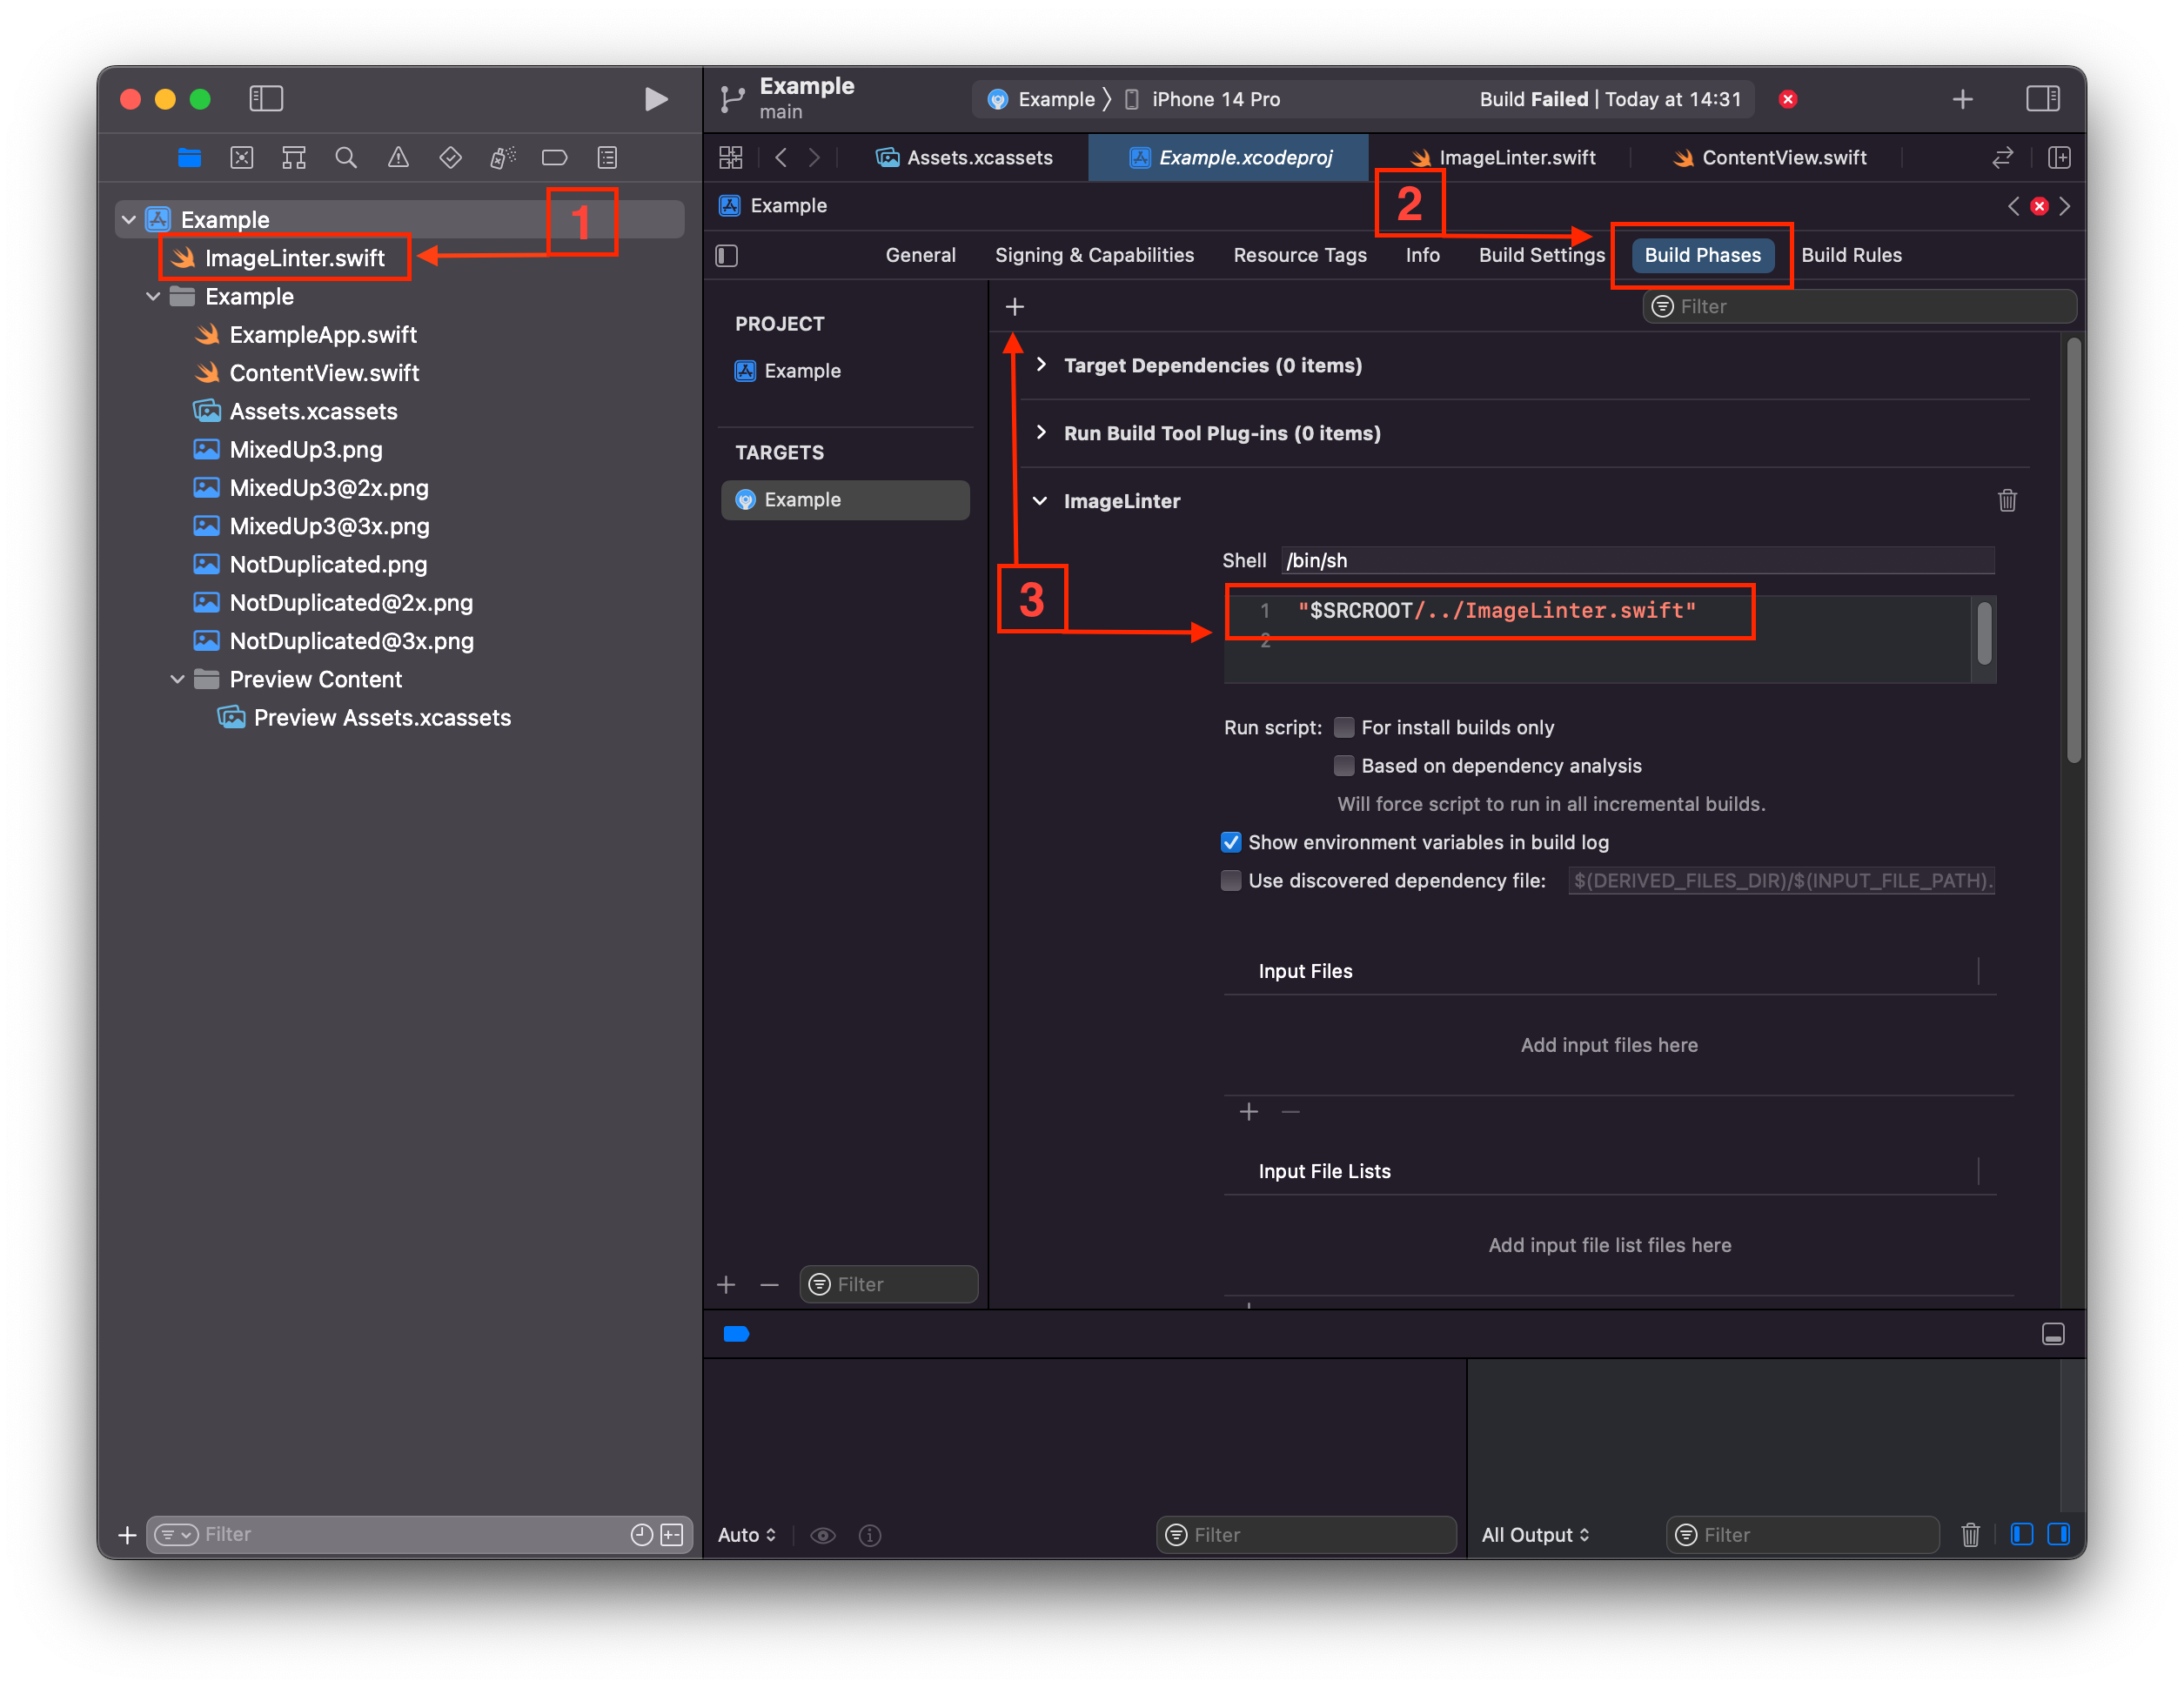 Example
main
Example
iPhone 14 Pro
Build Failed | Today at 14:31
Assets.xcassets
Example.xcodeproj
ImageLinter.swift
ContentView.swift
Example
1
ImageLinter.swift
Example
ExampleApp.swift
ContentView.swift
Assets.xcassets
MixedUp3.png
MixedUp3@2x.png
MixedUp3@3x.png
NotDuplicated.png
NotDuplicated@2x.png
NotDuplicated@3x.png
Preview Content
Preview Assets.xcassets
Filter
Example
2
General
Signing & Capabilities
Resource Tags
Info
Build Settings
Build Phases
Build Rules
PROJECT
Example
TARGETS
Example
Filter
Filter
Target Dependencies (0 items)
Run Build Tool Plug-ins (0 items)
ImageLinter
Shell /bin/sh
3
1 "$SRCROOT/../ImageLinter.swift"
2
Run script: For install builds only
Based on dependency analysis
Will force script to run in all incremental builds.
Show environment variables in build log
Use discovered dependency file: $(DERIVED_FILES_DIR)/$(INPUT_FILE_PATH).
Input Files
Add input files here
Input File Lists
Add input file list files here
Auto
Filter
All Output
Filter